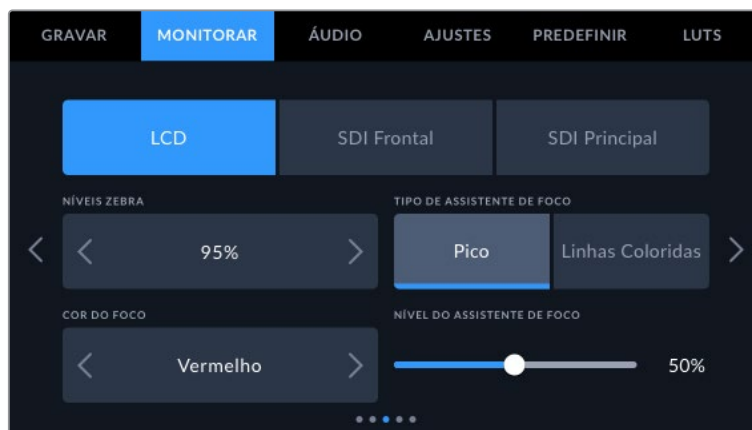 GRAVAR MONITORAR ÁUDIO AJUSTES PREDEFINIR LUTS
LCD SDI Frontal SDI Principal
NÍVEIS ZEBRA TIPO DE ASSISTENTE DE FOCO
95% Pico Linhas Coloridas
COR DO FOCO NÍVEL DO ASSISTENTE DE FOCO
Vermelho 50%